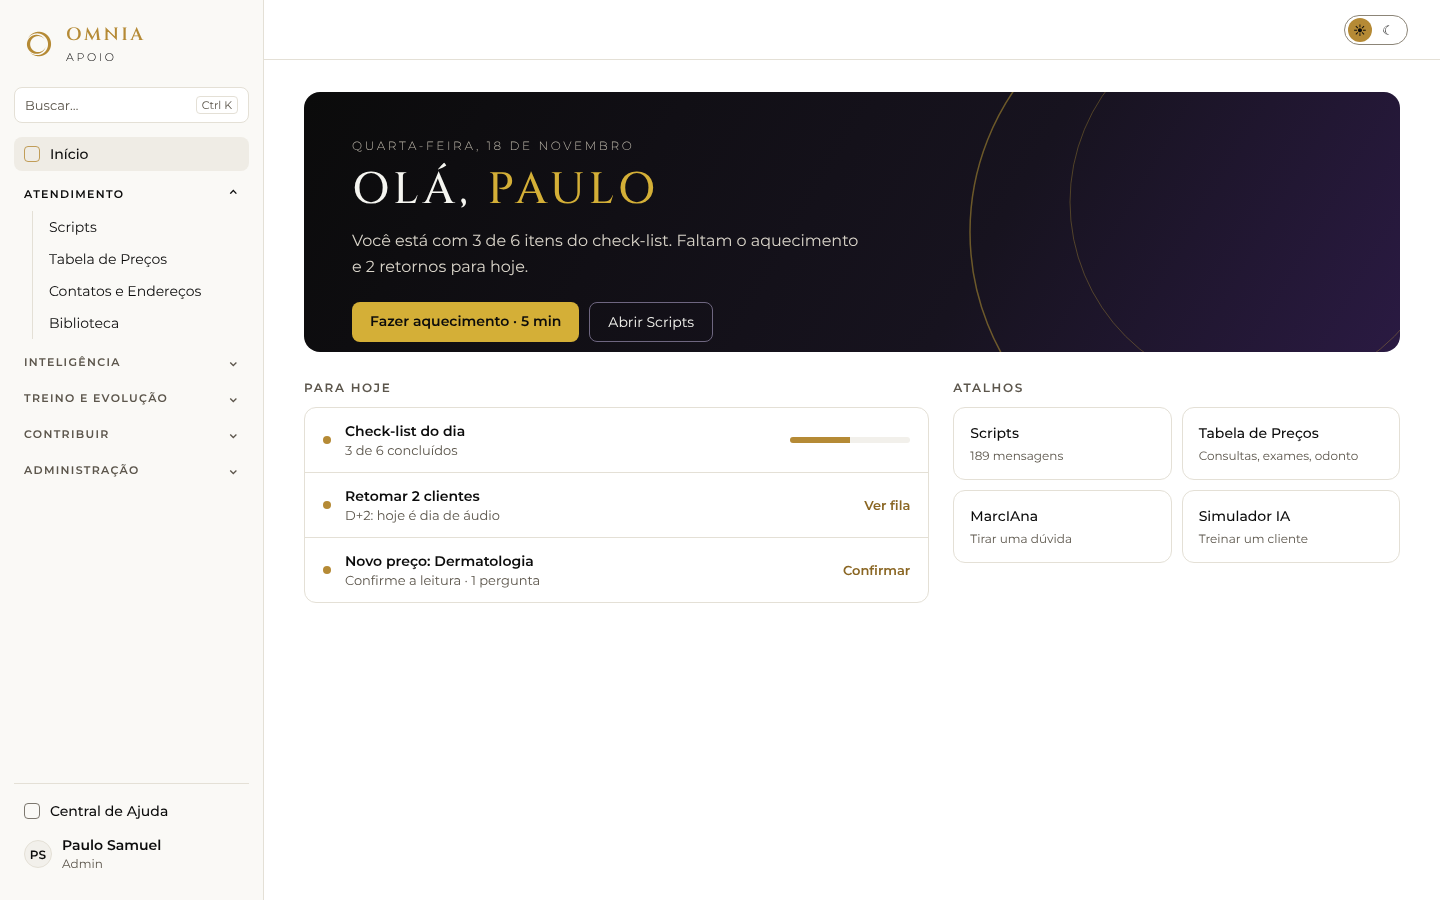 OMNIA
APOIO
Buscar...
Ctrl K
Início
ATENDIMENTO
Scripts
Tabela de Preços
Contatos e Endereços
Biblioteca
INTELIGÊNCIA
TREINO E EVOLUÇÃO
CONTRIBUIR
ADMINISTRAÇÃO
Central de Ajuda
PS
Paulo Samuel
Admin
QUARTA-FEIRA, 18 DE NOVEMBRO
OLÁ, PAULO
Você está com 3 de 6 itens do check-list. Faltam o aquecimento
e 2 retornos para hoje.
Fazer aquecimento · 5 min
Abrir Scripts
PARA HOJE
Check-list do dia
3 de 6 concluídos
Retomar 2 clientes
D+2: hoje é dia de áudio
Ver fila
Novo preço: Dermatologia
Confirme a leitura · 1 pergunta
Confirmar
ATALHOS
Scripts
189 mensagens
Tabela de Preços
Consultas, exames, odonto
MarcIAna
Tirar uma dúvida
Simulador IA
Treinar um cliente